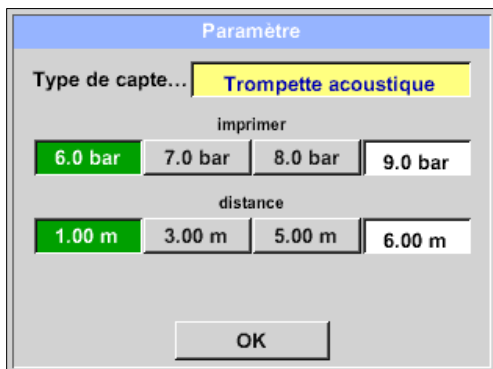 Paramètre
Type de capte... Trompette acoustique
imprimer
6.0 bar 7.0 bar 8.0 bar 9.0 bar
distance
1.00 m 3.00 m 5.00 m 6.00 m
OK